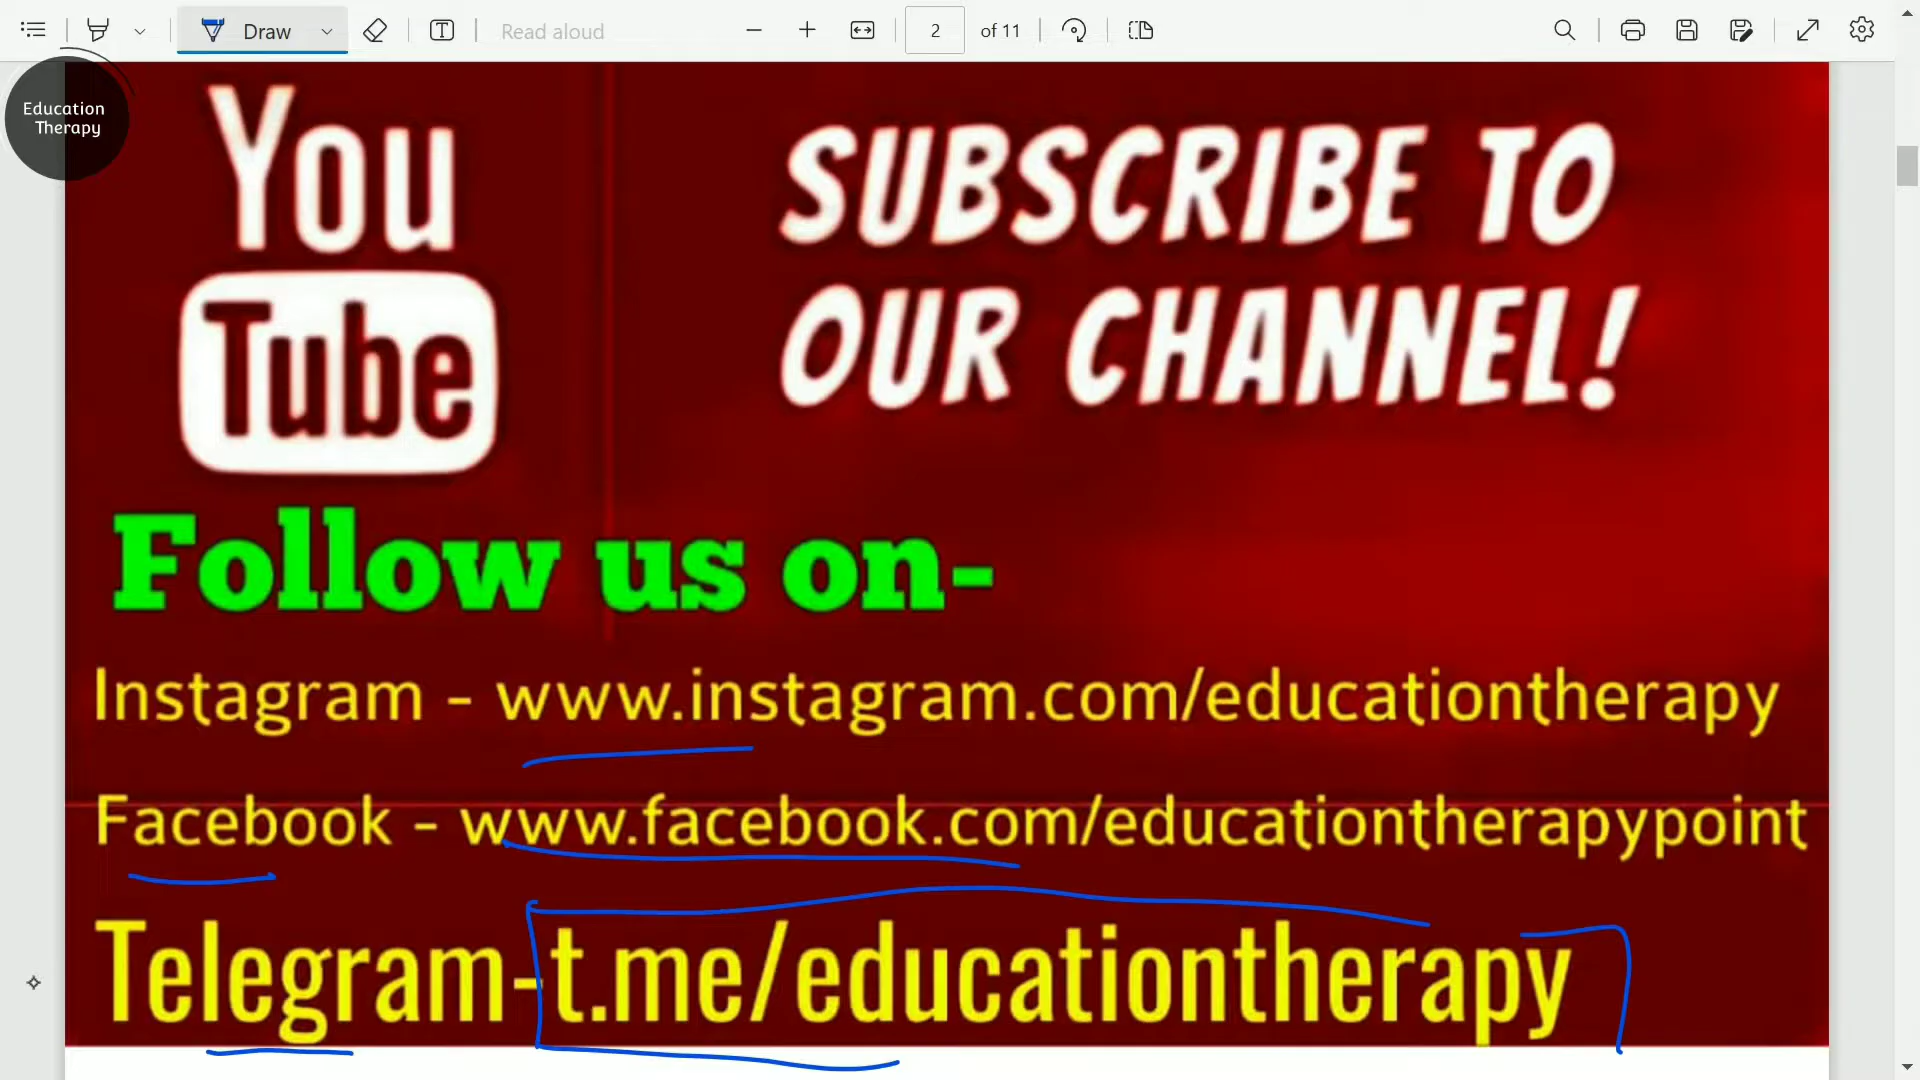 Draw
Read aloud
2
of 11
Education
Therapy
You
Tube
SUBSCRIBE TO
OUR CHANNEL!
Follow us on-
Instagram - www.instagram.com/educationtherapy
Facebook - www.facebook.com/educationtherapypoint
Telegram-t.me/educationtherapy